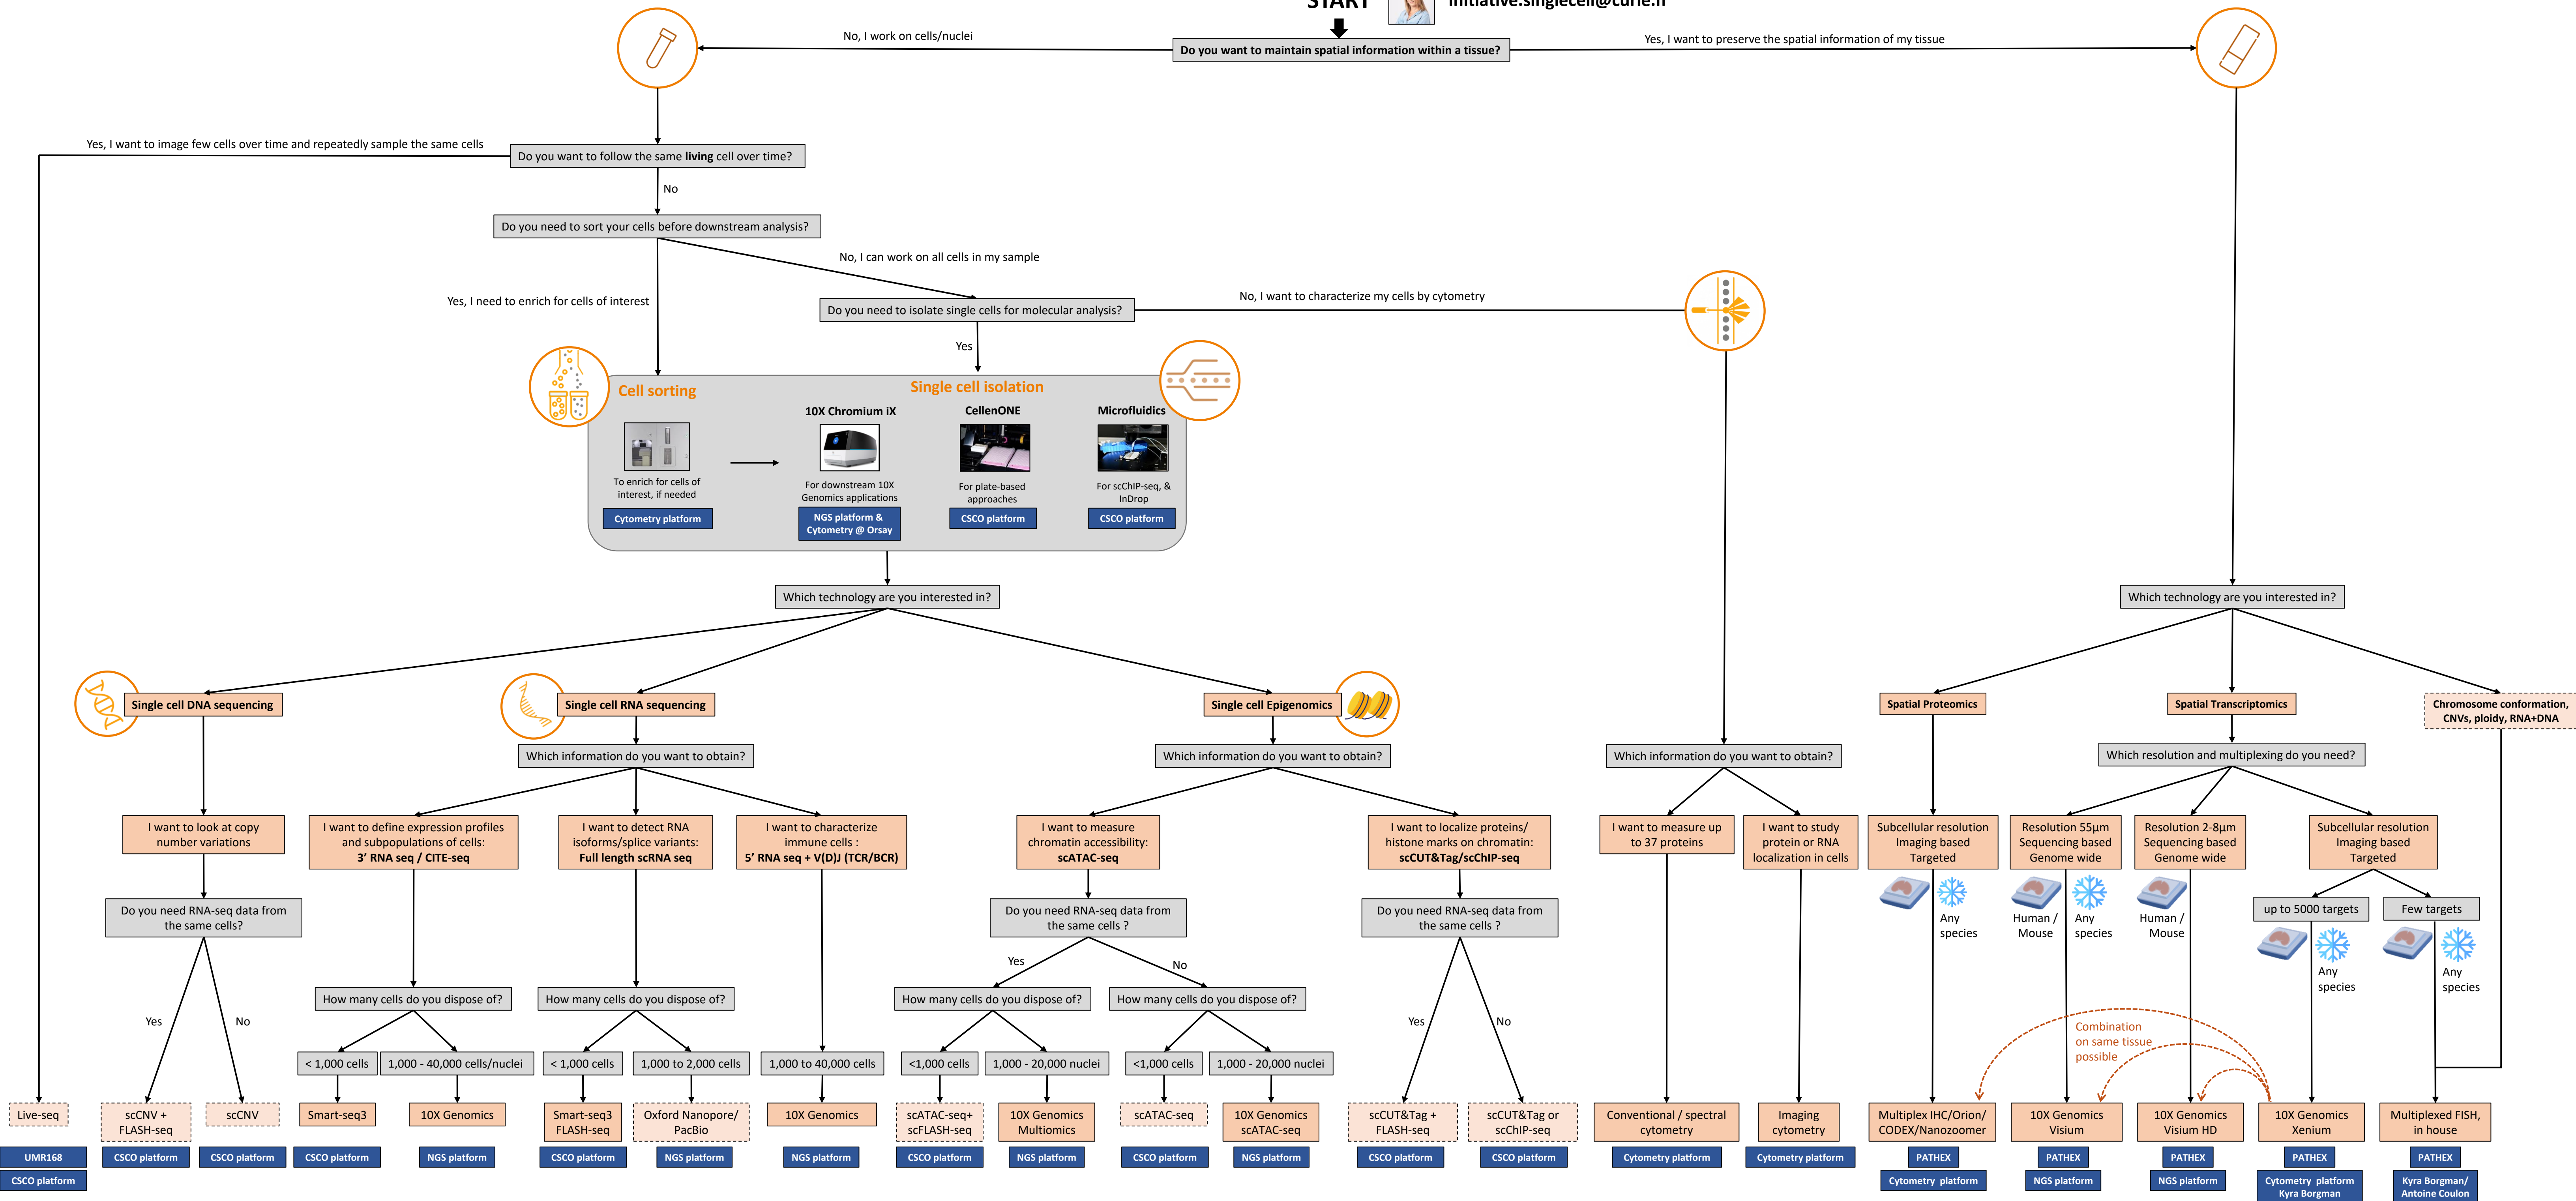 START
initiative.singlecell@curie.fr
No, I work on cells/nuclei
Do you want to maintain spatial information within a tissue?
Yes, I want to preserve the spatial information of my tissue
Yes, I want to image few cells over time and repeatedly sample the same cells
Do you want to follow the same living cell over time?
No
Do you need to sort your cells before downstream analysis?
No, I can work on all cells in my sample
Yes, I need to enrich for cells of interest
Do you need to isolate single cells for molecular analysis?
No, I want to characterize my cells by cytometry
Yes
Cell sorting
Single cell isolation
10X Chromium iX
CellenONE
Microfluidics
To enrich for cells of
interest, if needed
For downstream 10X
Genomics applications
For plate-based
approaches
For scChIP-seq, &
InDrop
Cytometry platform
NGS platform &
Cytometry @ Orsay
CSCO platform
CSCO platform
Which technology are you interested in?
Which technology are you interested in?
Single cell DNA sequencing
Single cell RNA sequencing
Single cell Epigenomics
Spatial Proteomics
Spatial Transcriptomics
Chromosome conformation,
CNVs, ploidy, RNA+DNA
Which information do you want to obtain?
Which information do you want to obtain?
Which information do you want to obtain?
Which resolution and multiplexing do you need?
I want to look at copy
number variations
I want to define expression profiles
and subpopulations of cells:
3’ RNA seq / CITE-seq
I want to detect RNA
isoforms/splice variants:
Full length scRNA seq
I want to characterize
immune cells :
5’ RNA seq + V(D)J (TCR/BCR)
I want to measure
chromatin accessibility:
scATAC-seq
I want to localize proteins/
histone marks on chromatin:
scCUT&Tag/scChIP-seq
I want to measure up
to 37 proteins
I want to study
protein or RNA
localization in cells
Subcellular resolution
Imaging based
Targeted
Resolution 55µm
Sequencing based
Genome wide
Resolution 2-8µm
Sequencing based
Genome wide
Subcellular resolution
Imaging based
Targeted
Do you need RNA-seq data from
the same cells?
Do you need RNA-seq data from
the same cells ?
Do you need RNA-seq data from
the same cells ?
Any
species
Human /
Mouse
Any
species
Human /
Mouse
up to 5000 targets
Few targets
Any
species
Any
species
Yes
No
How many cells do you dispose of?
How many cells do you dispose of?
Yes
No
How many cells do you dispose of?
How many cells do you dispose of?
Yes
No
Combination
on same tissue
possible
< 1,000 cells
1,000 - 40,000 cells/nuclei
< 1,000 cells
1,000 to 2,000 cells
1,000 to 40,000 cells
<1,000 cells
1,000 - 20,000 nuclei
<1,000 cells
1,000 - 20,000 nuclei
Live-seq
scCNV +
FLASH-seq
scCNV
Smart-seq3
10X Genomics
Smart-seq3
FLASH-seq
Oxford Nanopore/
PacBio
10X Genomics
scATAC-seq+
scFLASH-seq
10X Genomics
Multiomics
scATAC-seq
10X Genomics
scATAC-seq
scCUT&Tag +
FLASH-seq
scCUT&Tag or
scChIP-seq
Conventional / spectral
cytometry
Imaging
cytometry
Multiplex IHC/Orion/
CODEX/Nanozoomer
10X Genomics
Visium
10X Genomics
Visium HD
10X Genomics
Xenium
Multiplexed FISH,
in house
UMR168
CSCO platform
CSCO platform
CSCO platform
CSCO platform
NGS platform
CSCO platform
NGS platform
NGS platform
CSCO platform
NGS platform
CSCO platform
NGS platform
CSCO platform
CSCO platform
Cytometry platform
Cytometry platform
PATHEX
Cytometry platform
PATHEX
NGS platform
PATHEX
NGS platform
PATHEX
Cytometry platform
Kyra Borgman
PATHEX
Kyra Borgman/
Antoine Coulon